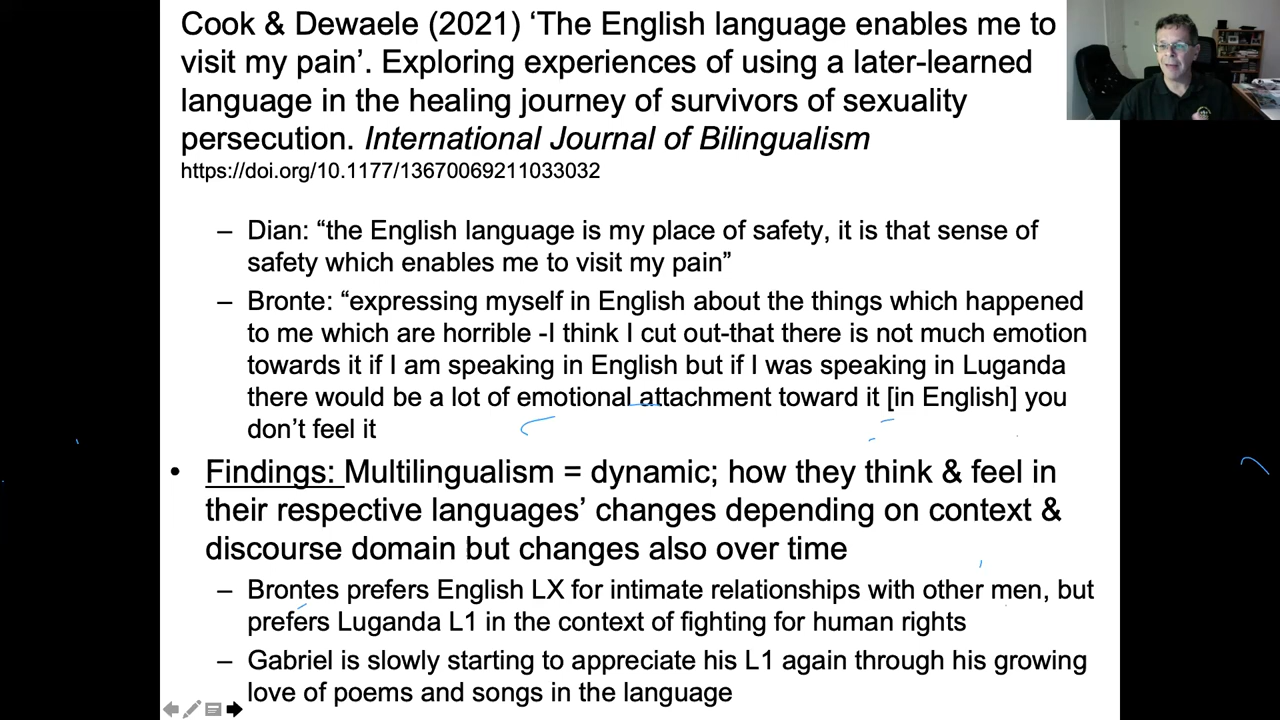 Cook & Dewaele (2021) ‘The English language enables me to
visit my pain’. Exploring experiences of using a later-learned
language in the healing journey of survivors of sexuality
persecution. International Journal of Bilingualism
https://doi.org/10.1177/13670069211033032
– Dian: “the English language is my place of safety, it is that sense of
safety which enables me to visit my pain”
– Bronte: “expressing myself in English about the things which happened
to me which are horrible -I think I cut out-that there is not much emotion
towards it if I am speaking in English but if I was speaking in Luganda
there would be a lot of emotional attachment toward it [in English] you
don’t feel it
• Findings: Multilingualism = dynamic; how they think & feel in
their respective languages’ changes depending on context &
discourse domain but changes also over time
– Brontes prefers English LX for intimate relationships with other men, but
prefers Luganda L1 in the context of fighting for human rights
– Gabriel is slowly starting to appreciate his L1 again through his growing
love of poems and songs in the language